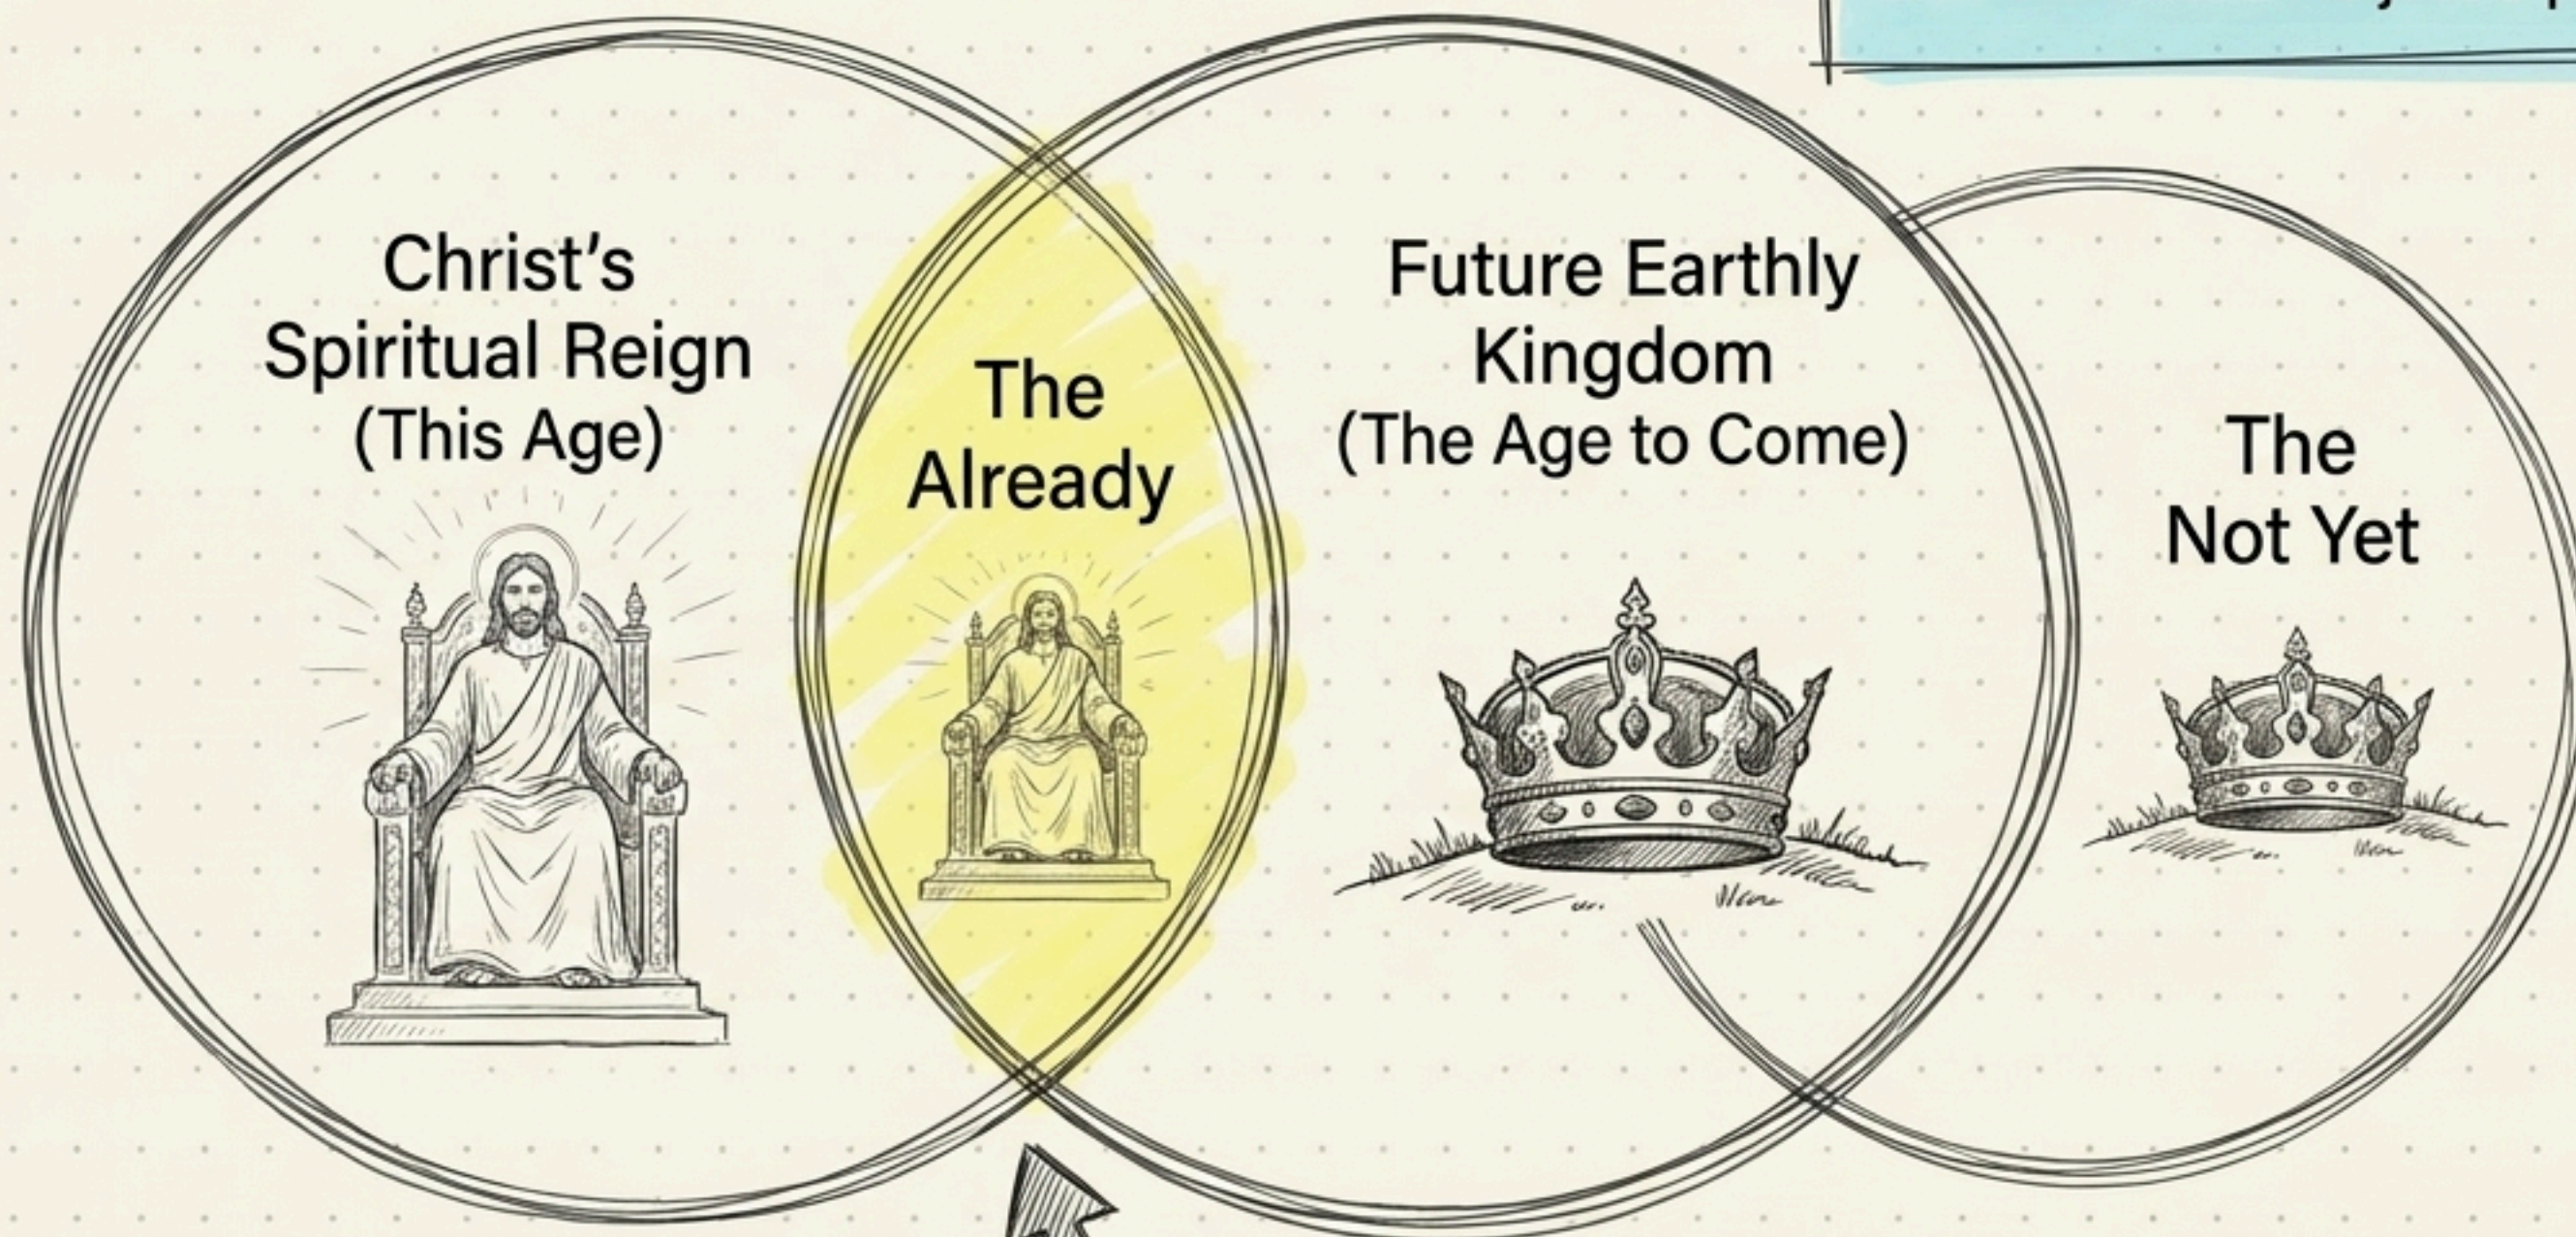 Christ's
Spiritual Reign
(This Age)
The
Already
Future Earthly
Kingdom
(The Age to Come)
The
Not Yet